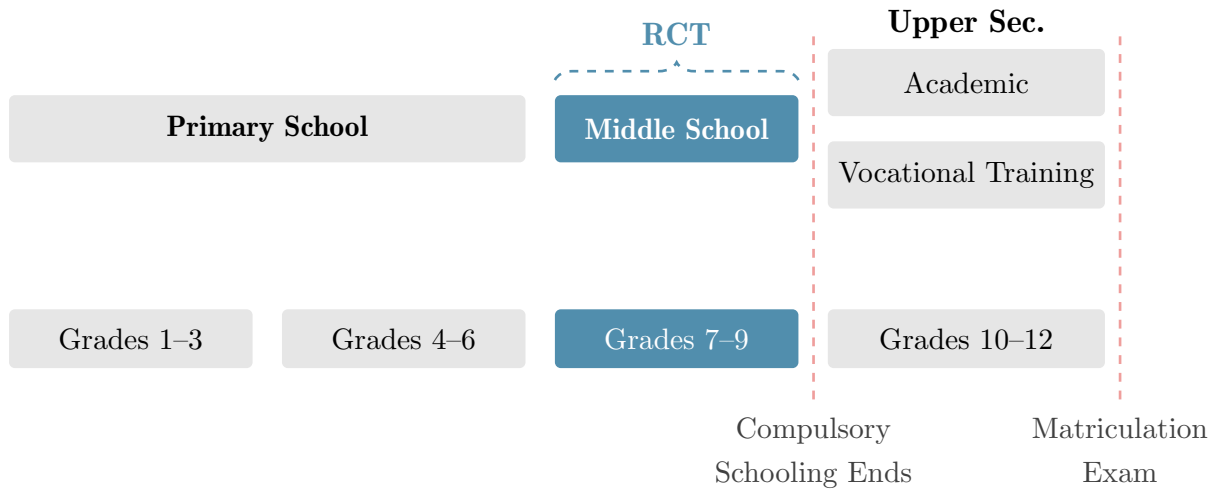 RCT
Upper Sec.
Primary School
Middle School
Academic
Vocational Training
Grades 1–3
Grades 4–6
Grades 7–9
Grades 10–12
Compulsory
Schooling Ends
Matriculation
Exam